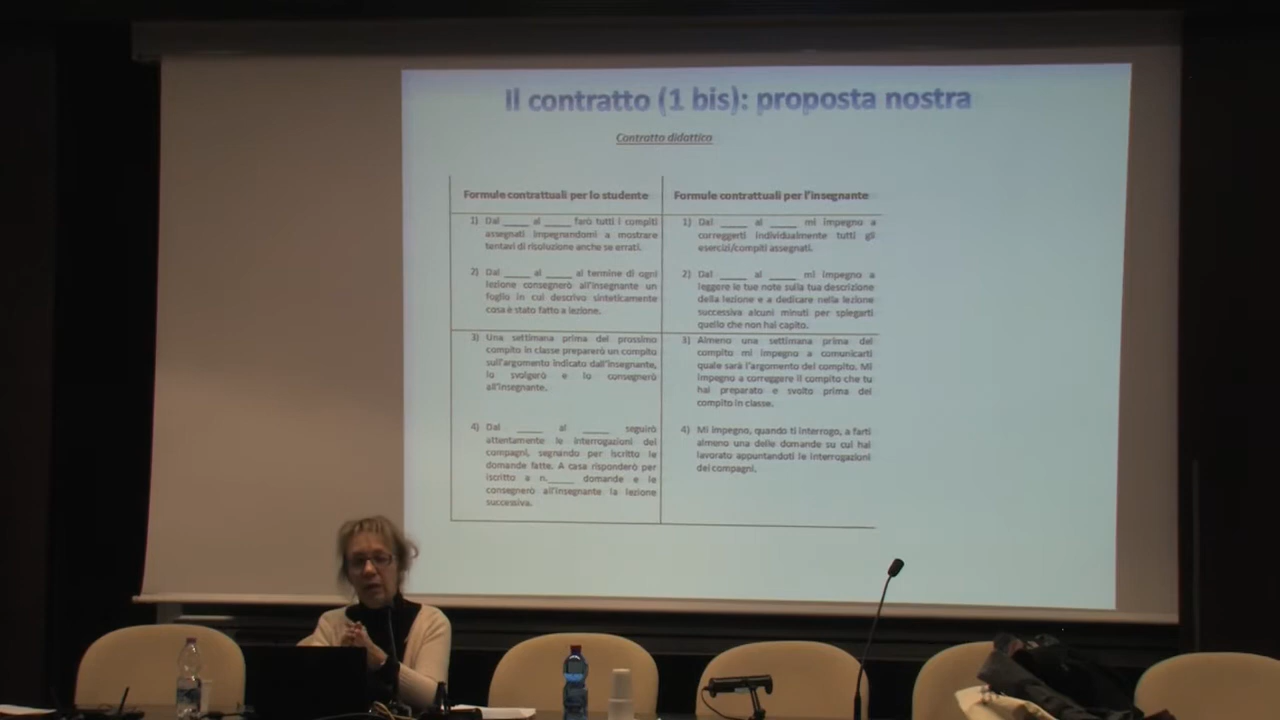 Il contratto (1 bis): proposta nostra
Contratto didattico
Formule contrattuali per lo studente
1) Dal _____ al _____ farò tutti i compiti
assegnati impegnandomi a mostrare
tentavi di risoluzione anche se errati.
2) Dal _____ al _____ al termine di ogni
lezione consegnerò all'insegnante un
foglio in cui descrivo sinteticamente
cosa è stato fatto a lezione.
3) Una settimana prima del prossimo
compito in classe preparerò un compito
sull'argomento indicato dall'insegnante,
lo svolgerò e lo consegnerò
all'insegnante.
4) Dal _____ al _____ seguirò
attentamente le interrogazioni dei
compagni, segnando per iscritto le
domande fatte. A casa risponderò per
iscritto a n._____ domande e le
consegnerò all'insegnante la lezione
successiva.
Formule contrattuali per l'insegnante
1) Dal _____ al _____ mi impegno a
correggerti individualmente tutti gli
esercizi/compiti assegnati.
2) Dal _____ al _____ mi impegno a
leggere le tue note sulla tua descrizione
della lezione e a dedicare nella lezione
successiva alcuni minuti per spiegarti
quello che non hai capito.
3) Almeno una settimana prima del
compito mi impegno a comunicarti
quale sarà l'argomento del compito. Mi
impegno a correggere il compito che tu
hai preparato e svolto prima del
compito in classe.
4) Mi impegno, quando ti interrogo, a farti
almeno una delle domande su cui hai
lavorato appuntandoti le interrogazioni
dei compagni.